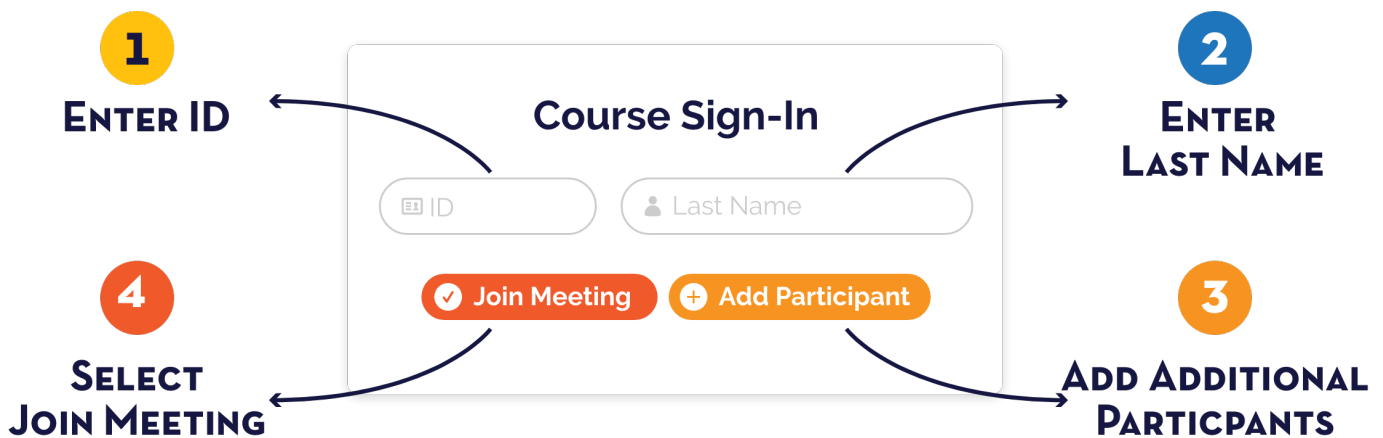 1
ENTER ID
2
ENTER
LAST NAME
Course Sign-In
ID
Last Name
Join Meeting
Add Participant
4
SELECT
JOIN MEETING
3
ADD ADDITIONAL
PARTICPANTS